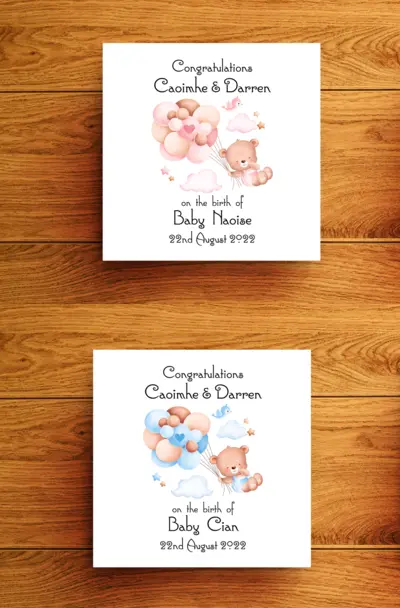 Congratulations
Caoimhe & Darren
on the birth of
Baby Naoise
22nd August 2022
Congratulations
Caoimhe & Darren
on the birth of
Baby Cian
22nd August 2022